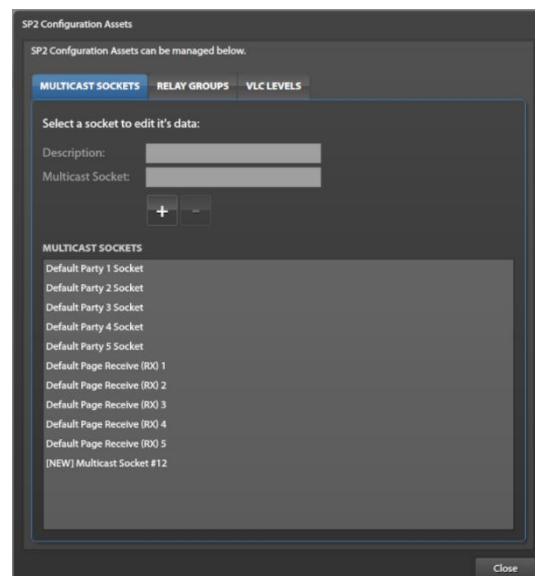 SP2 Configuration Assets
SP2 Confguration Assets can be managed below.
MULTICAST SOCKETS RELAY GROUPS VLC LEVELS
Select a socket to edit it's data:
Description:
Multicast Socket:
+ -
MULTICAST SOCKETS
Default Party 1 Socket
Default Party 2 Socket
Default Party 3 Socket
Default Party 4 Socket
Default Party 5 Socket
Default Page Receive (RX) 1
Default Page Receive (RX) 2
Default Page Receive (RX) 3
Default Page Receive (RX) 4
Default Page Receive (RX) 5
[NEW] Multicast Socket #12
Close